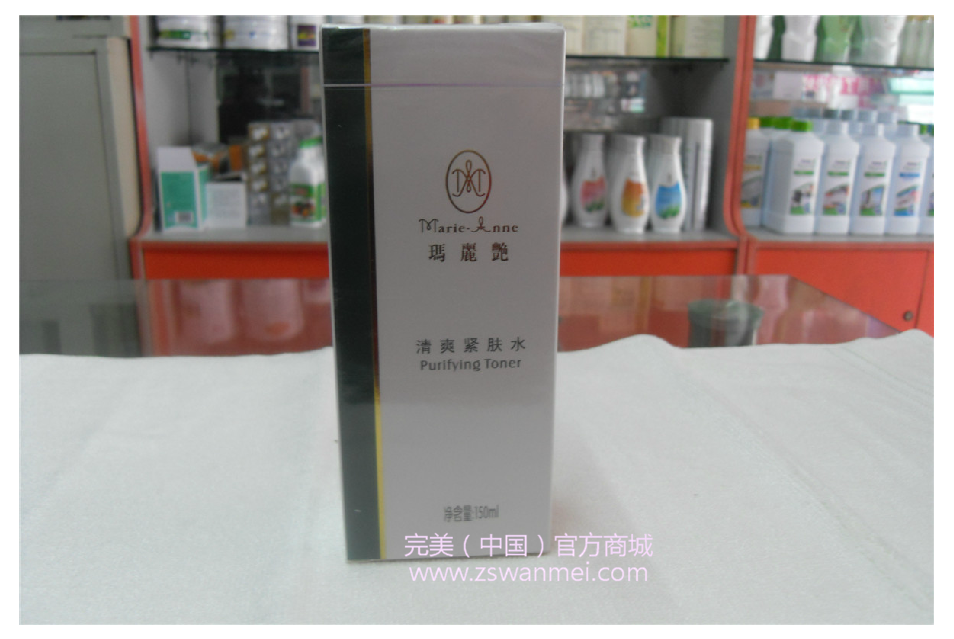 Marie-Anne
瑪麗艷
清爽紧肤水
Purifying Toner
净含量:150ml
完美（中国）官方商城
www.zswanmei.com